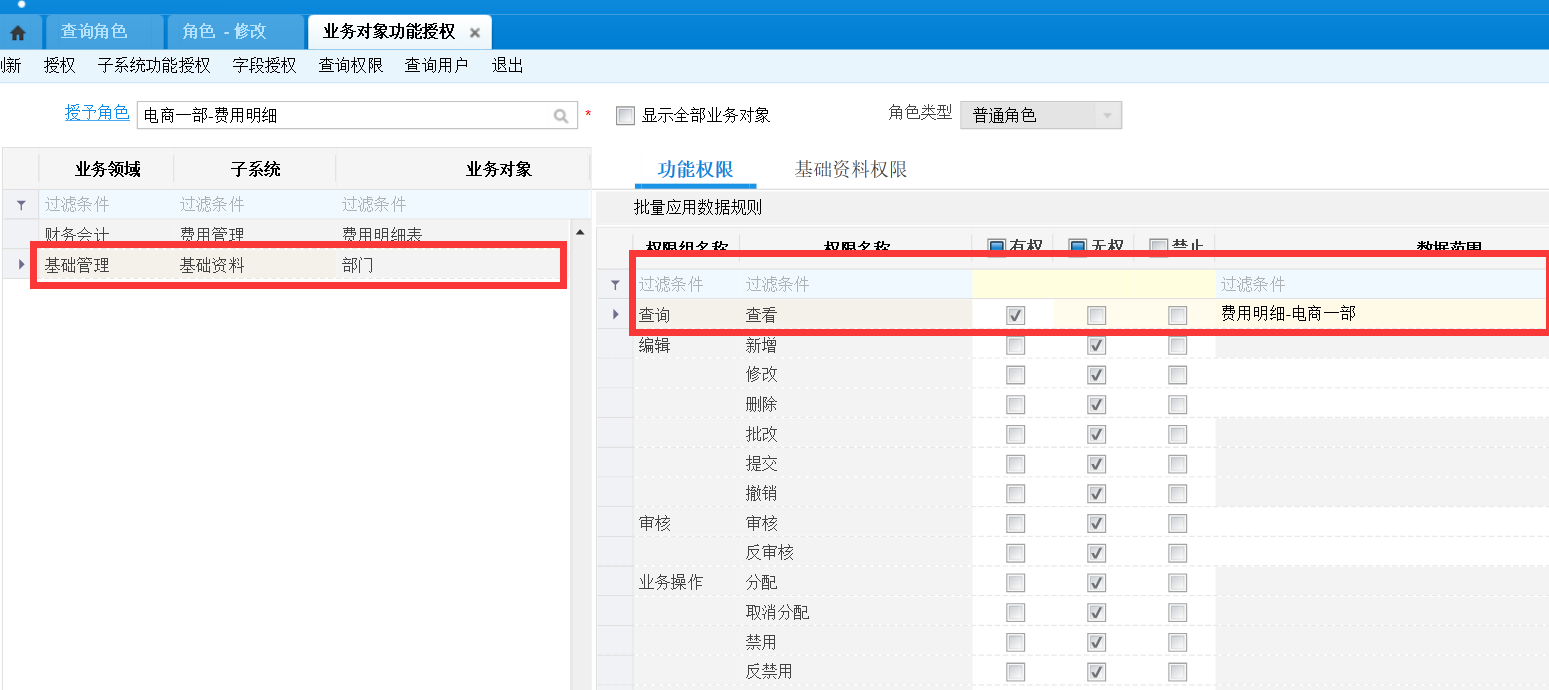 查询角色 角色 - 修改 业务对象功能授权
刷新 授权 子系统功能授权 字段授权 查询权限 查询用户 退出
授予角色 电商一部-费用明细 * 显示全部业务对象 角色类型 普通角色
业务领域 子系统 业务对象
过滤条件 过滤条件 过滤条件
财务会计 费用管理 费用明细表
基础管理 基础资料 部门
功能权限 基础资料权限
批量应用数据规则
权限组名称 权限名称 有权 无权 禁止 数据范围
过滤条件 过滤条件 过滤条件
查询 查看 费用明细-电商一部
编辑 新增
修改
删除
批改
提交
撤销
审核 审核
反审核
业务操作 分配
取消分配
禁用
反禁用